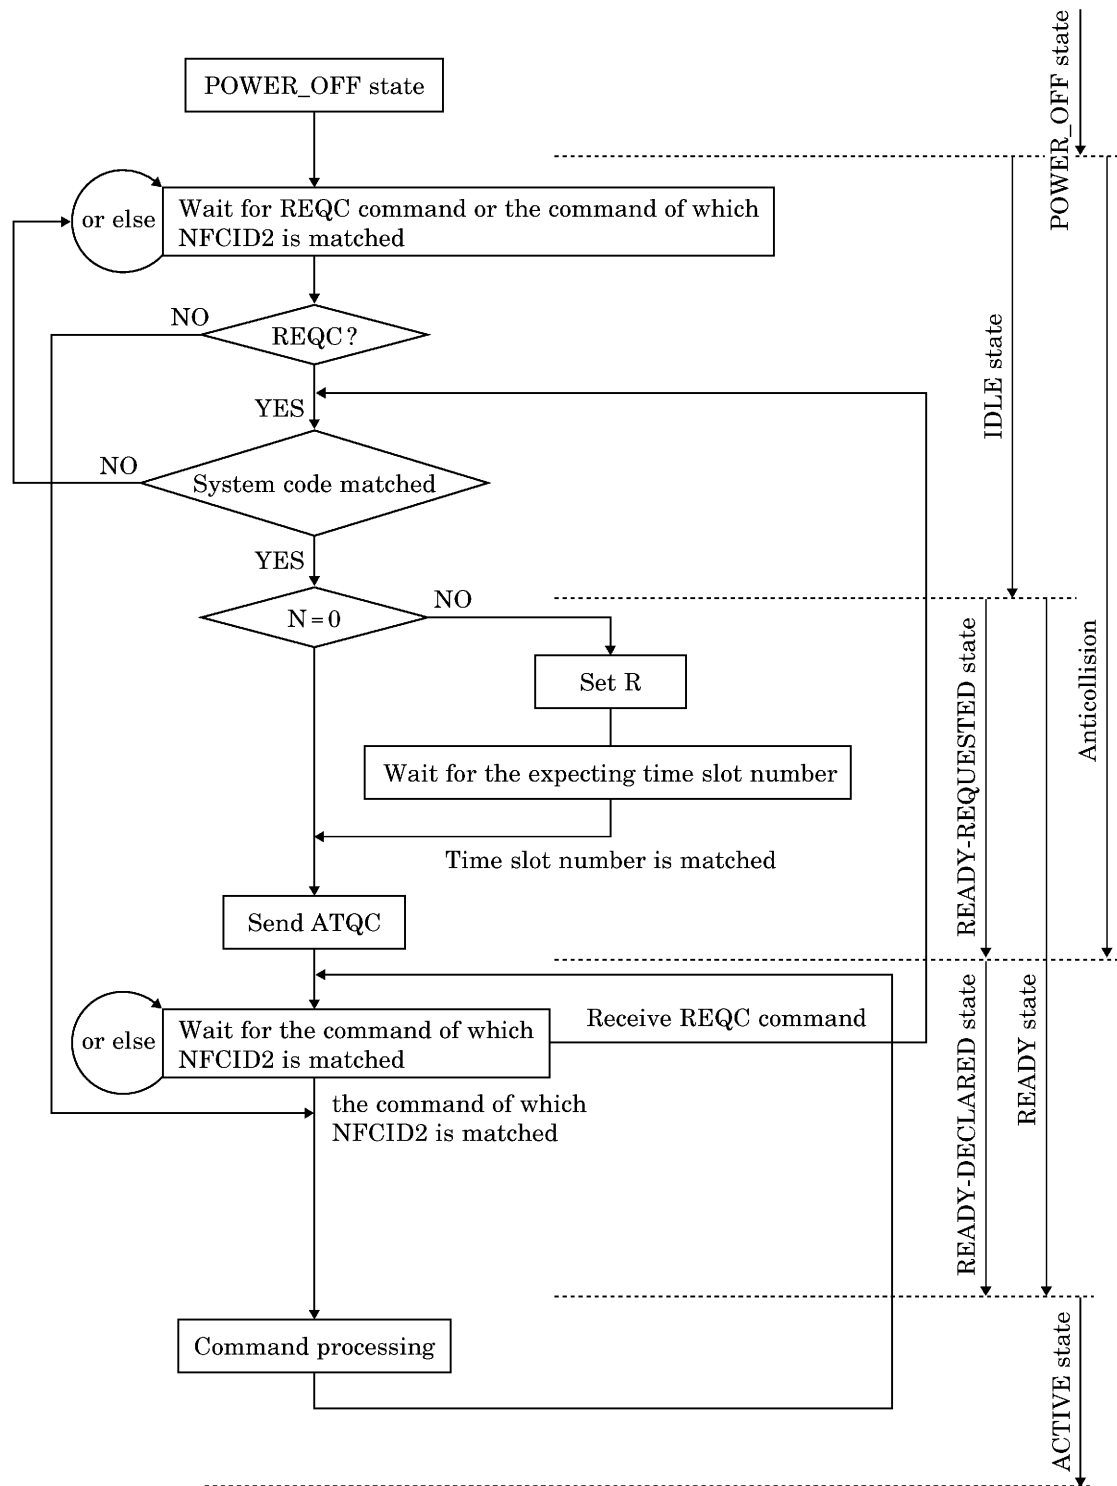 POWER_OFF state
POWER_OFF state
or else
Wait for REQC command or the command of which
NFCID2 is matched
NO
REQC?
IDLE state
YES
NO
System code matched
YES
N=0
NO
Set R
Anticollision
READY-REQUESTED state
Wait for the expecting time slot number
Time slot number is matched
Send ATQC
or else
Wait for the command of which
NFCID2 is matched
Receive REQC command
READY-DECLARED state
READY state
the command of which
NFCID2 is matched
Command processing
ACTIVE state